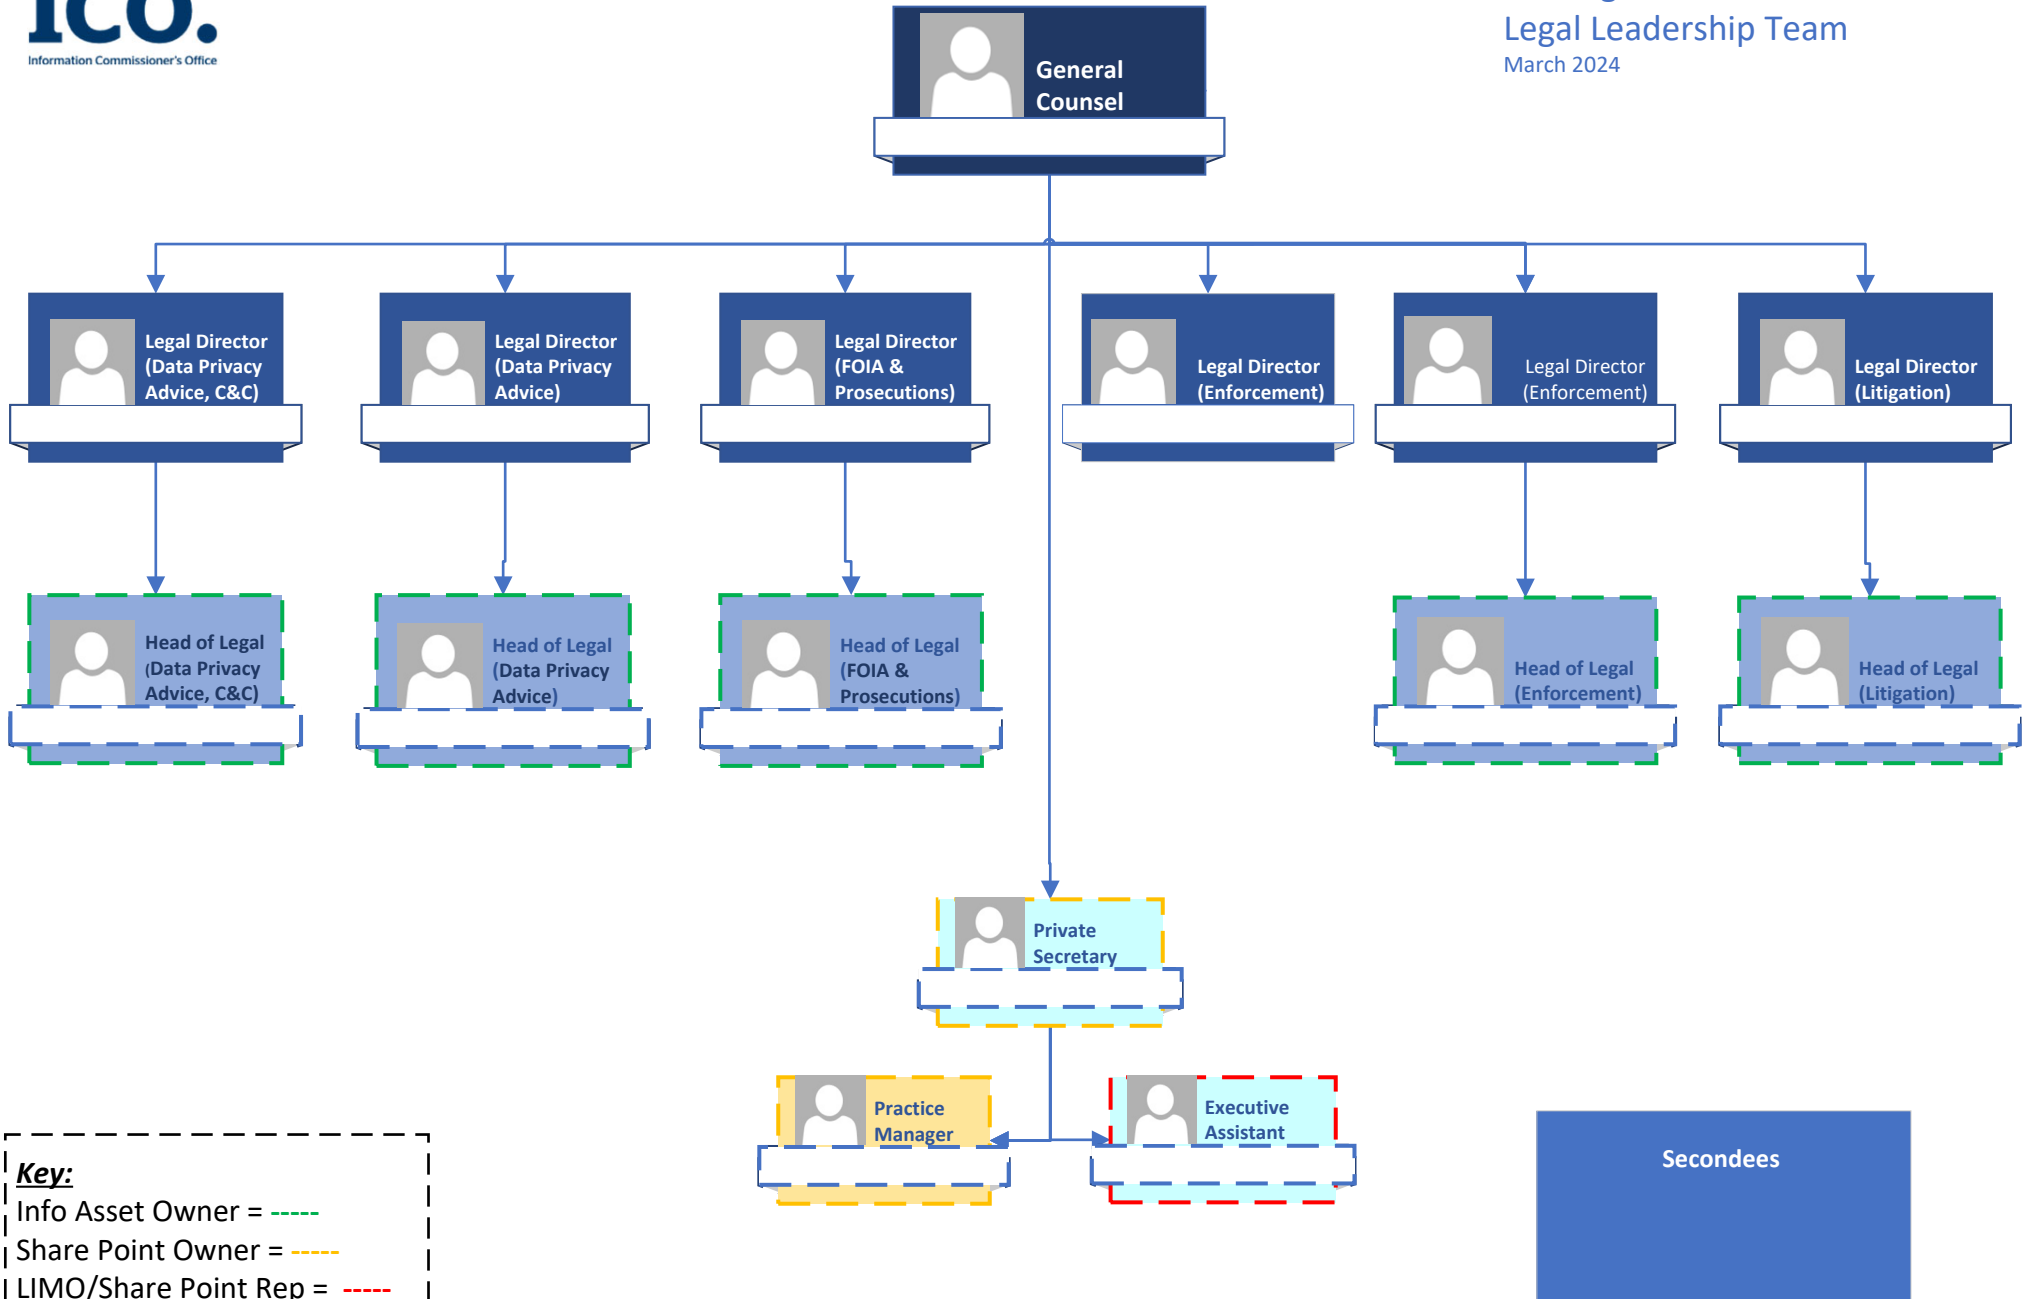 ico.
Information Commissioner's Office
Legal Leadership Team
March 2024
General
Counsel
Legal Director
(Data Privacy
Advice, C&C)
Legal Director
(Data Privacy
Advice)
Legal Director
(FOIA &
Prosecutions)
Legal Director
(Enforcement)
Legal Director
(Enforcement)
Legal Director
(Litigation)
Head of Legal
(Data Privacy
Advice, C&C)
Head of Legal
(Data Privacy
Advice)
Head of Legal
(FOIA &
Prosecutions)
Head of Legal
(Enforcement)
Head of Legal
(Litigation)
Private
Secretary
Practice
Manager
Executive
Assistant
Secondees
Key:
Info Asset Owner = -----
Share Point Owner = -----
LIMO/Share Point Rep = -----